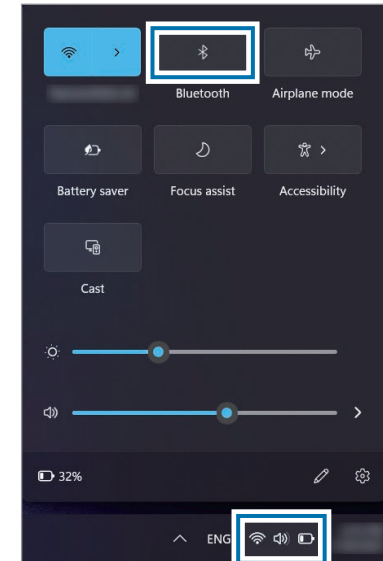 Bluetooth
Airplane mode
Battery saver
Focus assist
Accessibility
Cast
32%
ENG